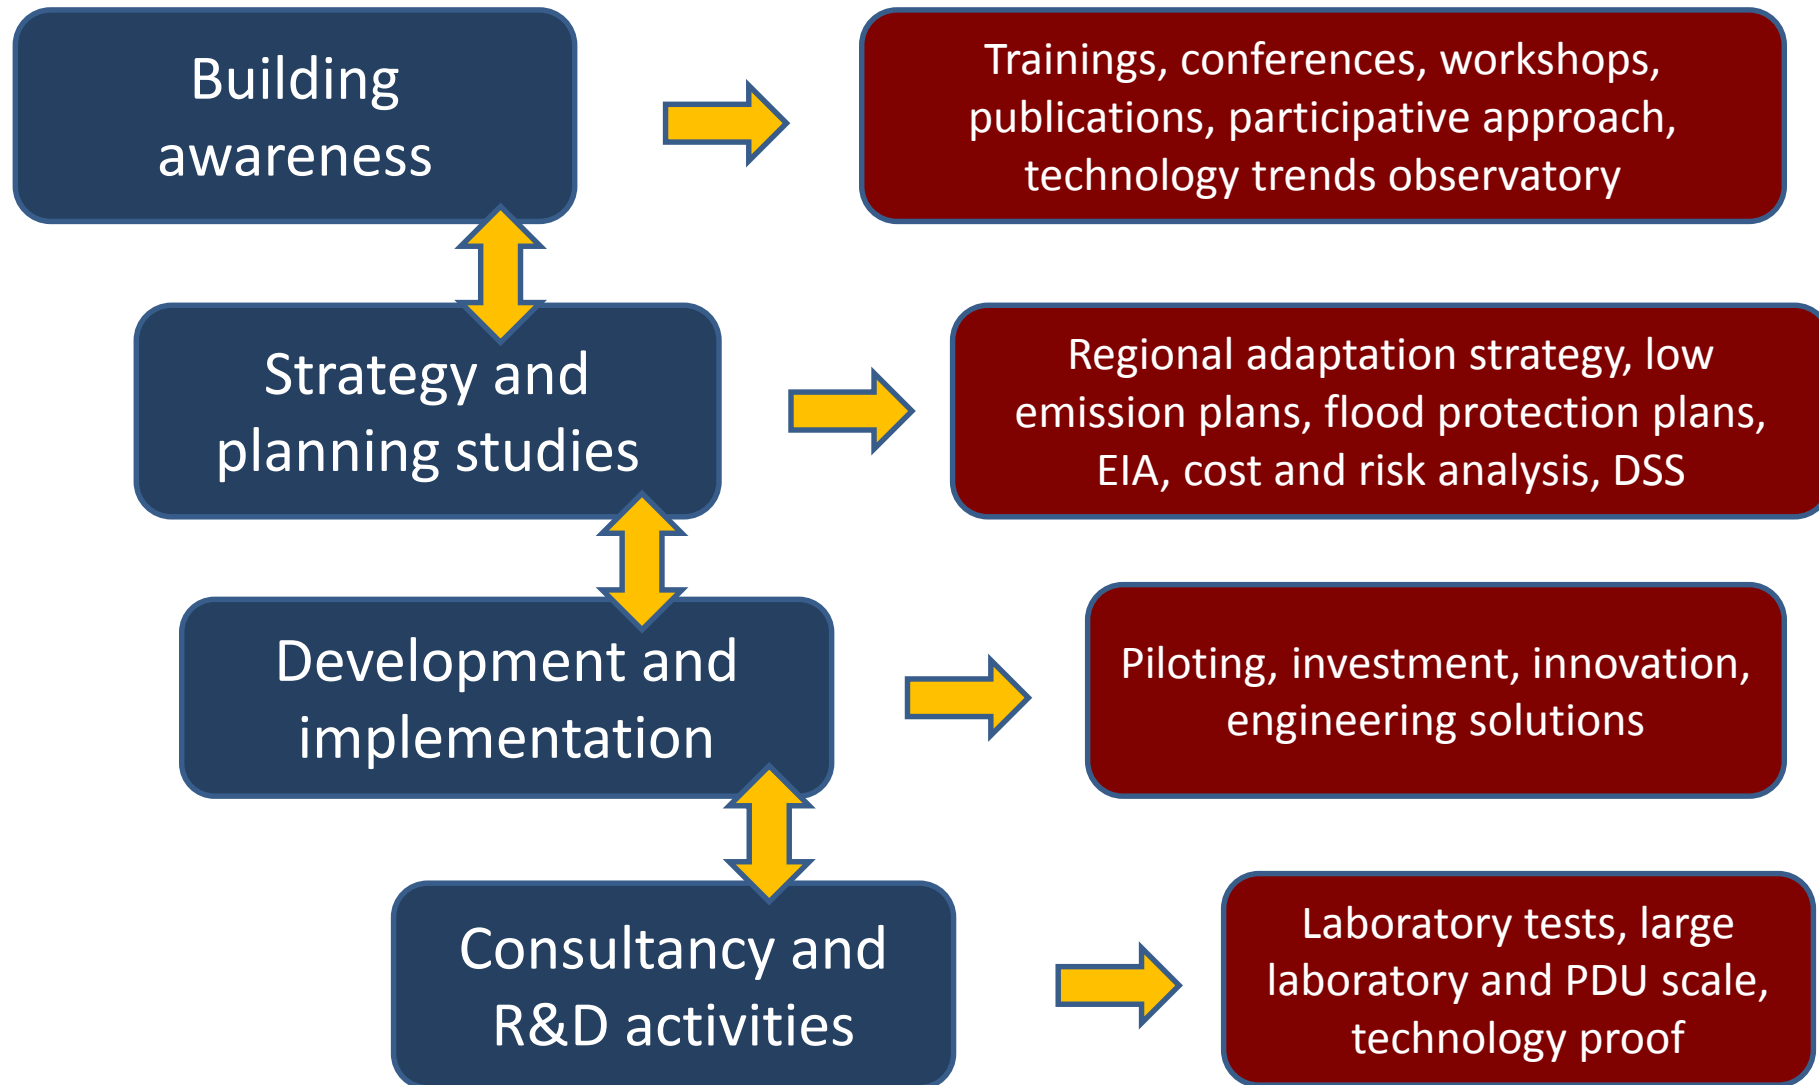 Building
awareness
Trainings, conferences, workshops,
publications, participative approach,
technology trends observatory
Strategy and
planning studies
Regional adaptation strategy, low
emission plans, flood protection plans,
EIA, cost and risk analysis, DSS
Development and
implementation
Piloting, investment, innovation,
engineering solutions
Consultancy and
R&D activities
Laboratory tests, large
laboratory and PDU scale,
technology proof